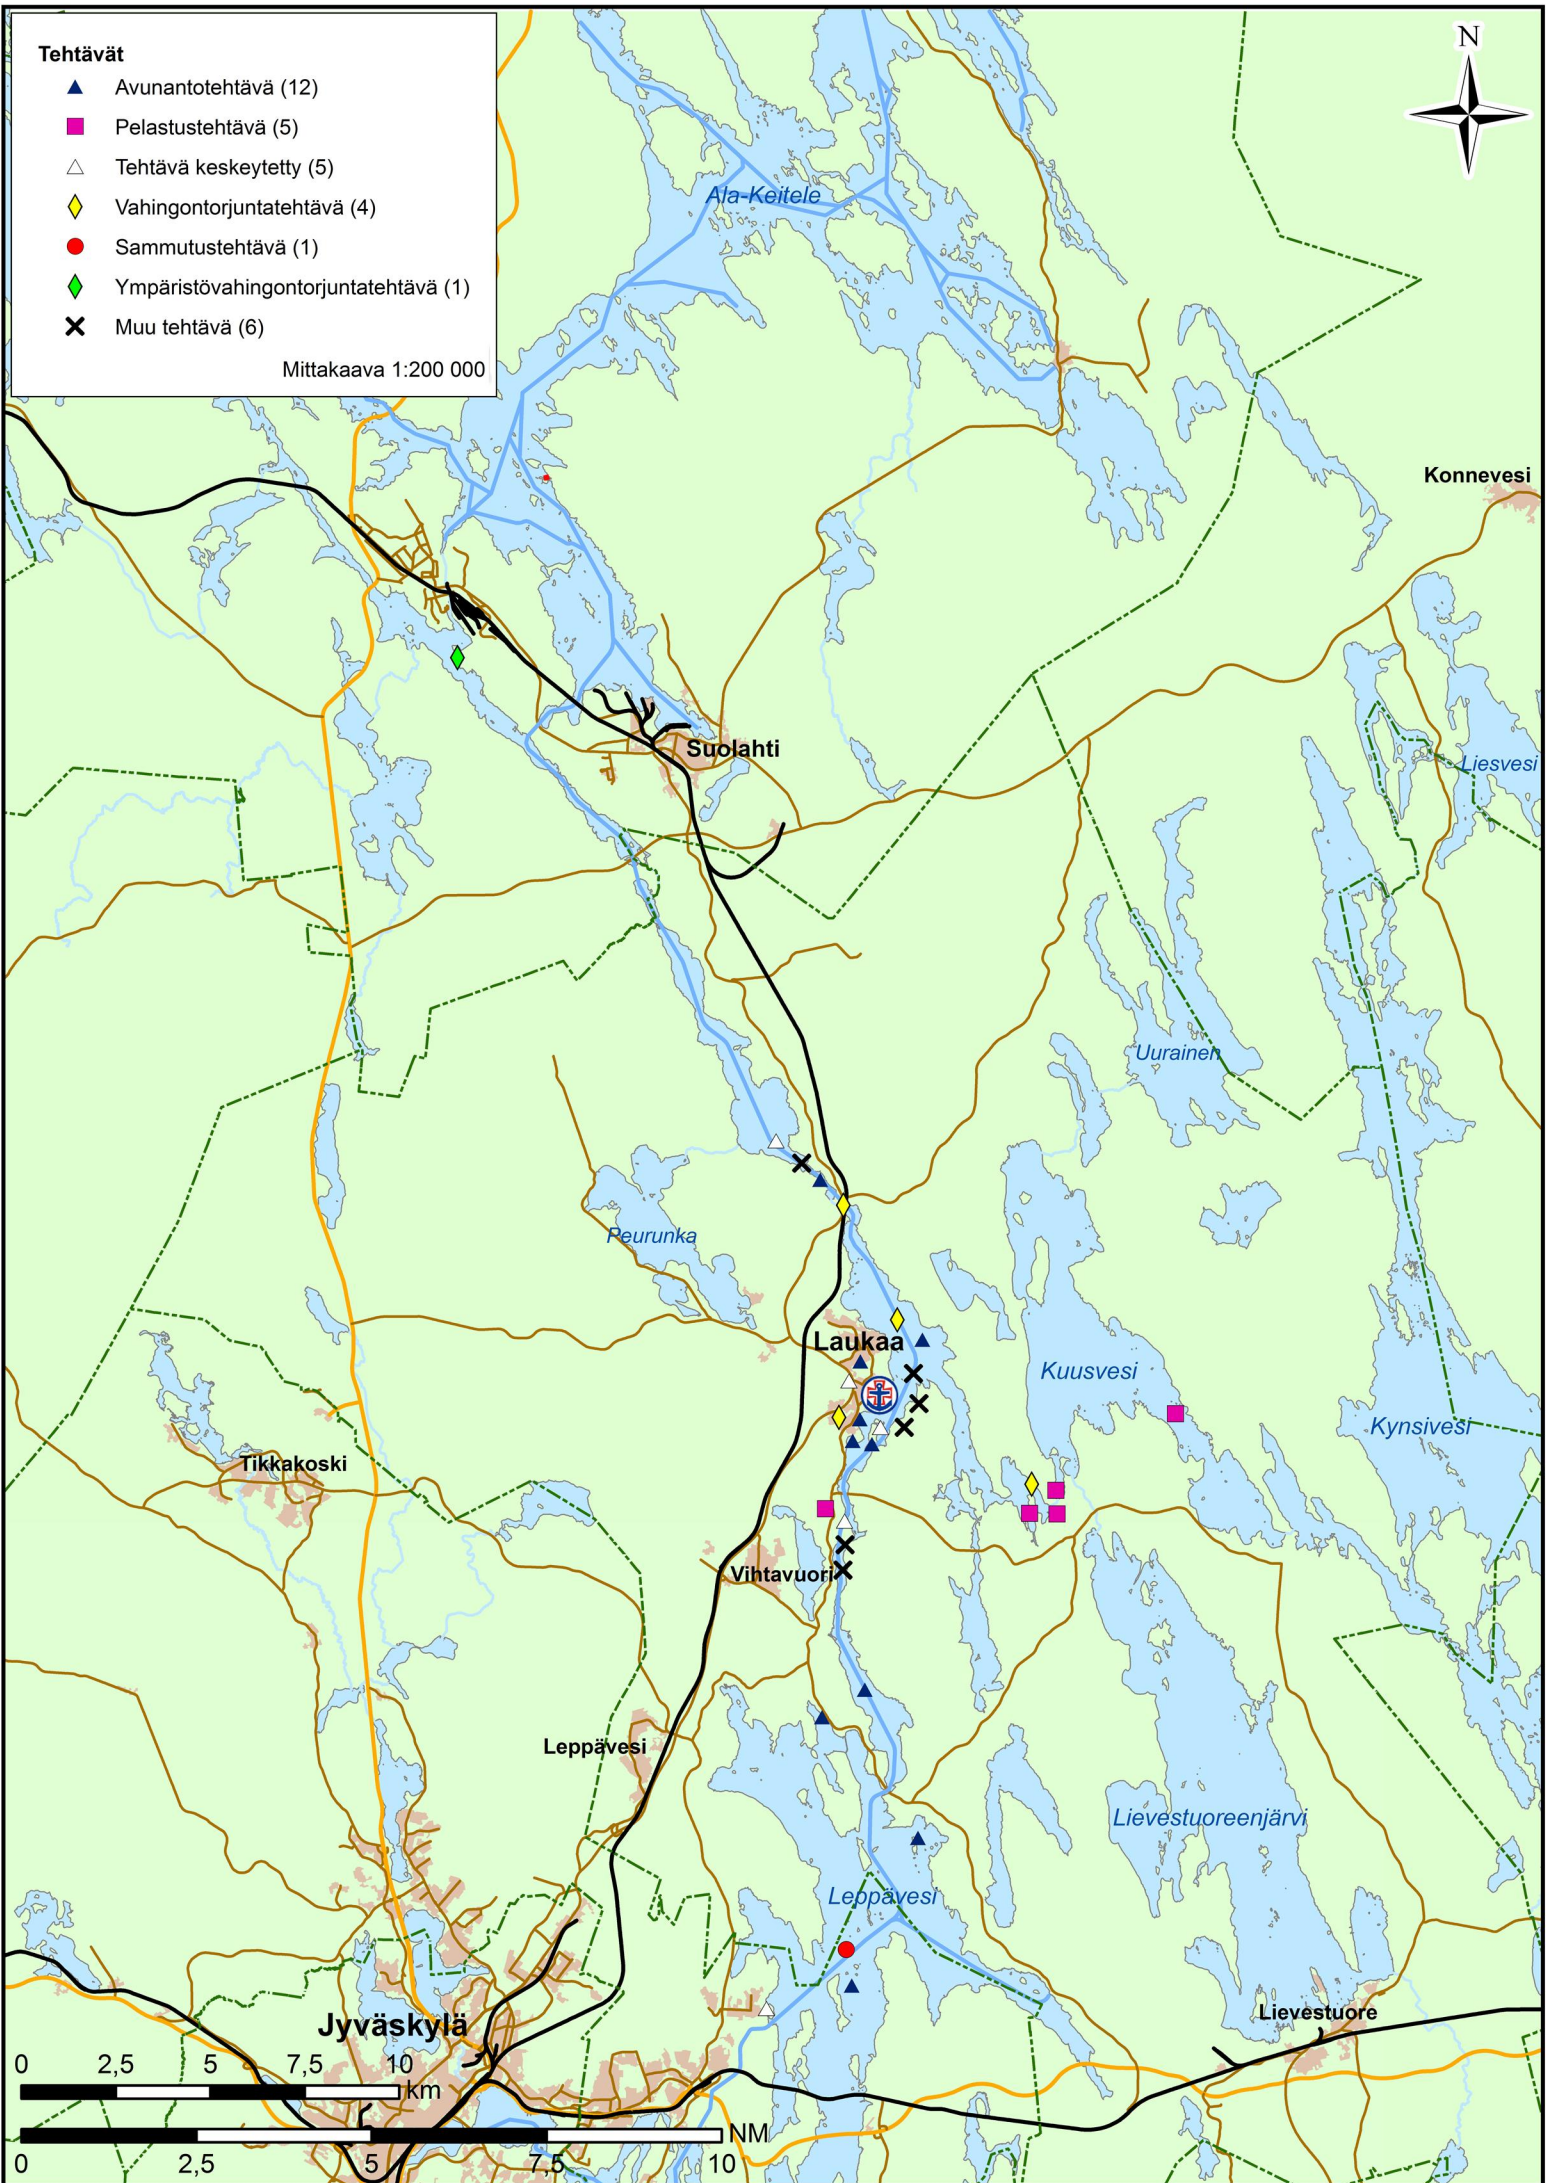 Tehtävät
Avunantotehtävä (12)
Pelastustehtävä (5)
Tehtävä keskeytetty (5)
Vahingontorjuntatehtävä (4)
Sammutustehtävä (1)
Ympäristövahingontorjuntatehtävä (1)
Muu tehtävä (6)
Mittakaava 1:200 000
N
Ala-Keitele
Konnevesi
Suolahti
Liesvesi
Uurainen
Peurunka
Laukaa
Kuusvesi
Kynsivesi
Tikkakoski
Vihtavuori
Leppävesi
Lievestuoreenjärvi
Leppävesi
Lievestuore
Jyväskylä
0 2,5 5 7,5 10
km
NM
0 2,5 5 7,5 10